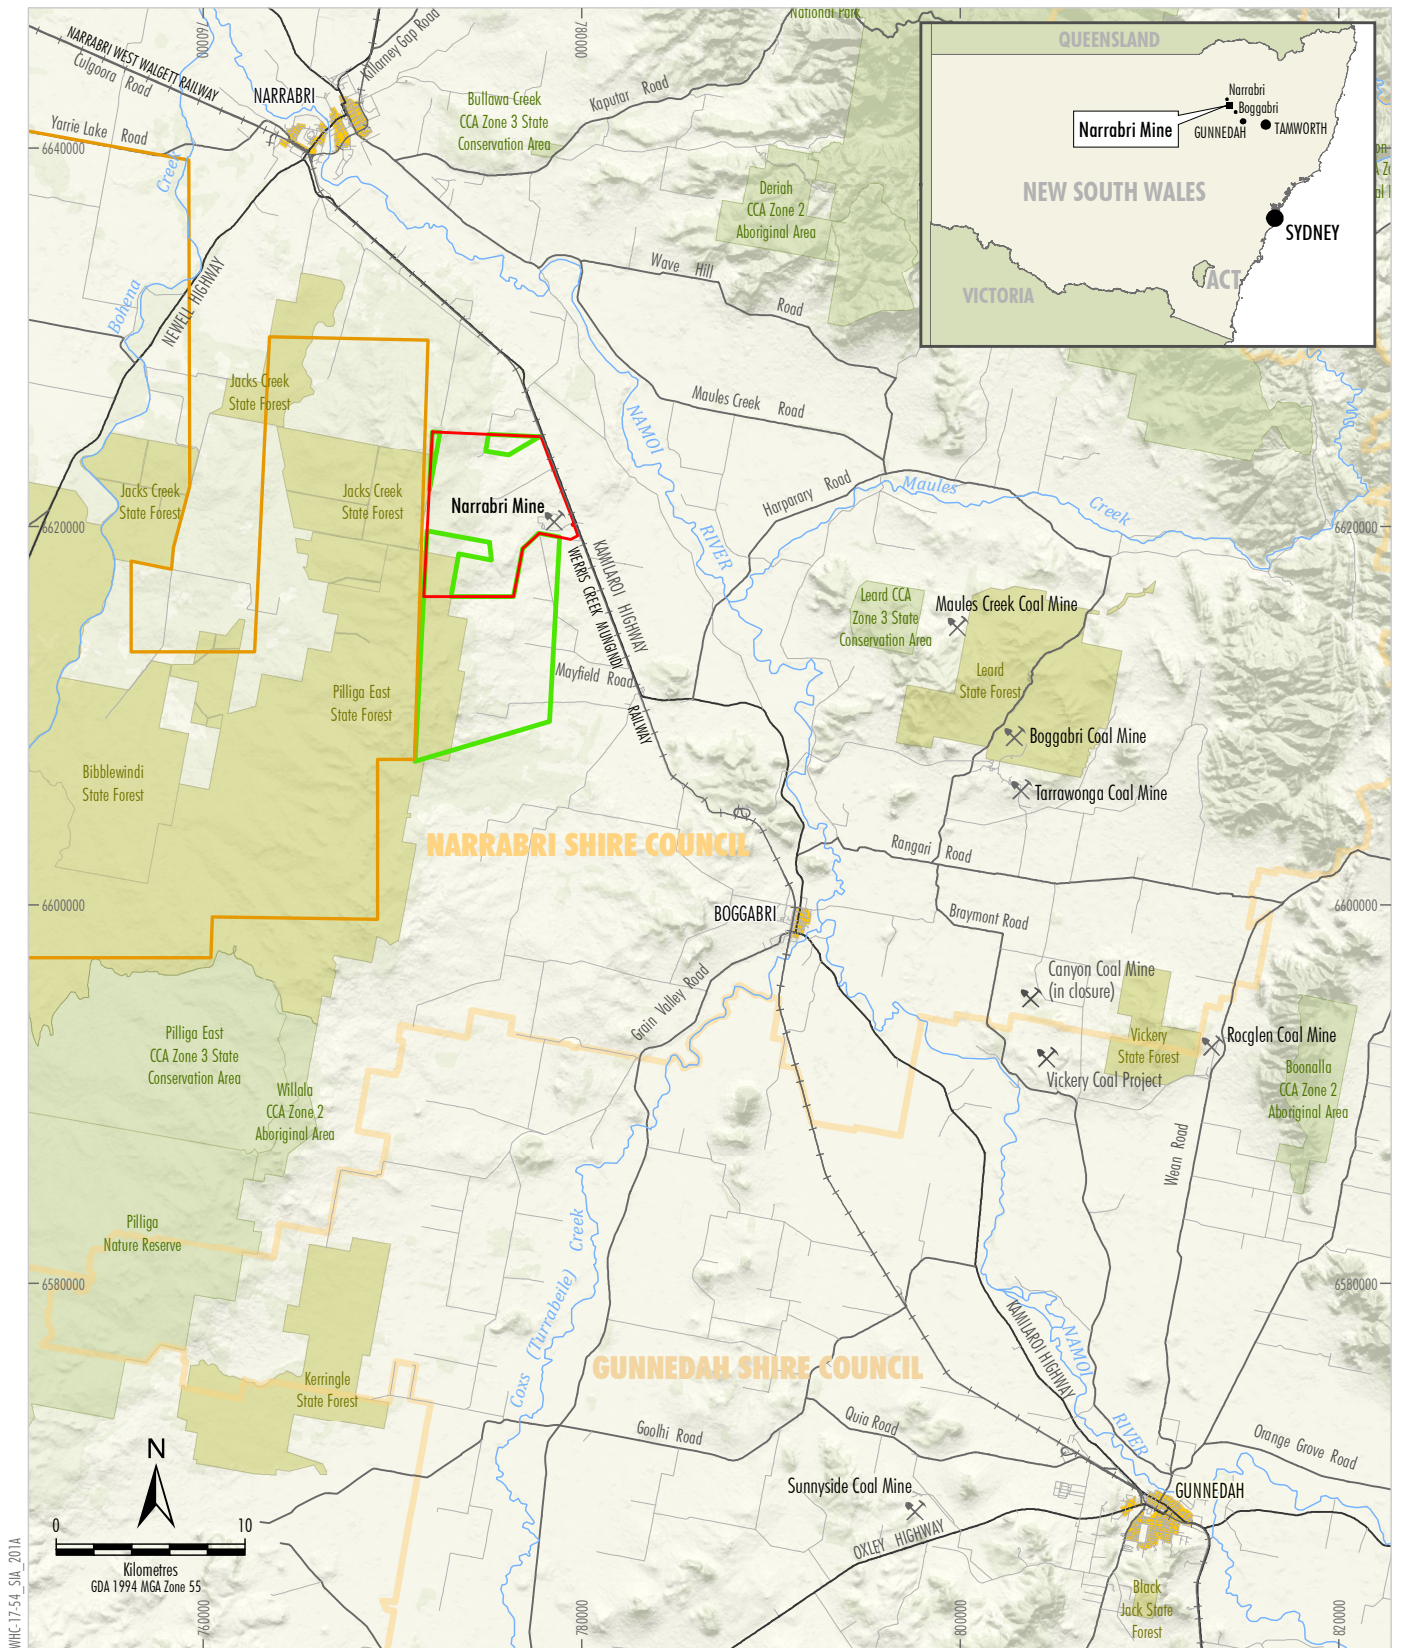 National Park
760000
780000
Killarney Gap Road
NARRABRI WEST WALGETT RAILWAY
Culgoora Road
NARRABRI
Yarrie Lake Road
6640000
Creek
Bohena
NEWELL HIGHWAY
Bullawa Creek
CCA Zone 3 State
Conservation Area
Kaputar Road
Deriah
CCA Zone 2
Aboriginal Area
Wave Hill
Road
QUEENSLAND
Narrabri
Boggabri
Narrabri Mine
GUNNEDAH
TAMWORTH
NEW SOUTH WALES
SYDNEY
ACT
VICTORIA
Jacks Creek
State Forest
Maules Creek Road
NAMOI
RIVER
Harparary Road
Maules
Creek
Jacks Creek
State Forest
Jacks Creek
State Forest
Narrabri Mine
6620000
6620000
KAMILAROI HIGHWAY
WERRIS CREEK MUNGINDI
RAILWAY
Leard CCA
Zone 3 State
Conservation Area
Maules Creek Coal Mine
Leard
State Forest
Mayfield Road
Pilliga East
State Forest
Boggabri Coal Mine
Bibblewindi
State Forest
Tarrawonga Coal Mine
NARRABRI SHIRE COUNCIL
Rangari Road
6600000
6600000
BOGGABRI
Braymont Road
Canyon Coal Mine
(in closure)
Grain Valley Road
Pilliga East
CCA Zone 3 State
Conservation Area
Vickery
State Forest
Rocglen Coal Mine
Vickery Coal Project
Boonalla
CCA Zone 2
Aboriginal Area
Willala
CCA Zone 2
Aboriginal Area
Wean Road
Pilliga
Nature Reserve
6580000
6580000
Coxs (Turrabeile) Creek
KAMILAROI HIGHWAY
NAMOI
RIVER
GUNNEDAH SHIRE COUNCIL
Kerringle
State Forest
Goolhi Road
Quia Road
Orange Grove Road
Sunnyside Coal Mine
GUNNEDAH
OXLEY HIGHWAY
Black
Jack State
Forest
N
0 10
Kilometres
GDA 1994 MGA Zone 55
760000
780000
800000
820000
WHC-17-54_SIA_201A